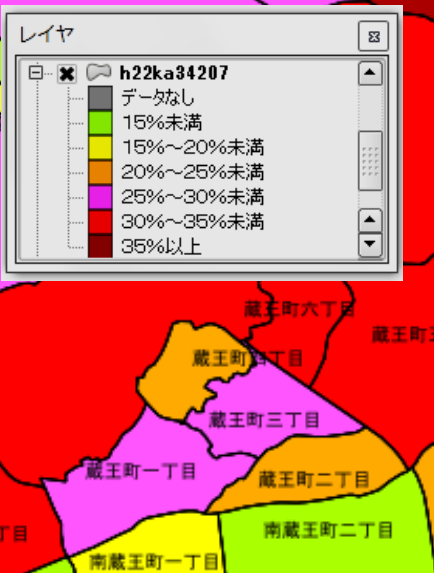 レイヤ
h22ka34207
データなし
15%未満
15%～20%未満
20%～25%未満
25%～30%未満
30%～35%未満
35%以上
蔵王町六丁目
蔵王町
蔵王町四丁目
蔵王町三丁目
蔵王町一丁目
蔵王町二丁目
丁目
南蔵王町二丁目
南蔵王町一丁目